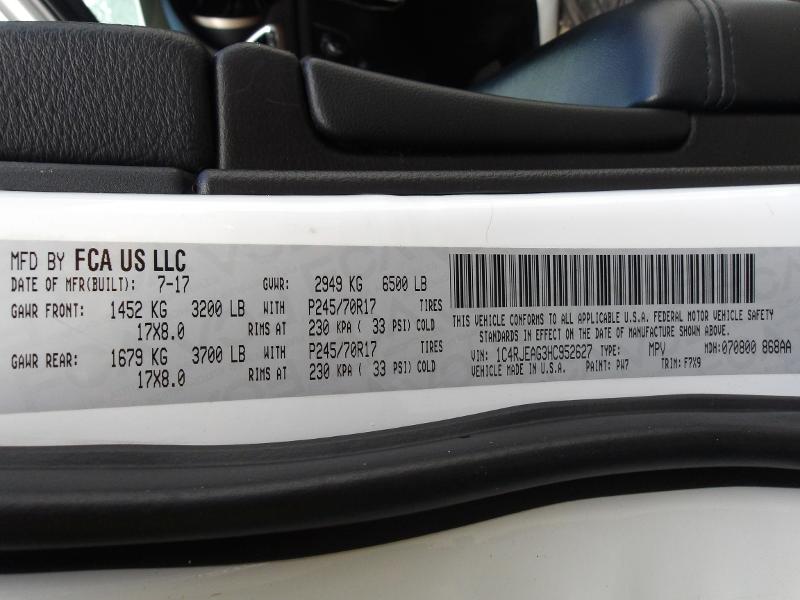 MFD BY FCA US LLC
DATE OF MFR(BUILT): 7-17 GVWR: 2949 KG 6500 LB
GAWR FRONT: 1452 KG 3200 LB WITH P245/70R17 TIRES
17X8.0 RIMS AT 230 KPA ( 33 PSI) COLD
GAWR REAR: 1679 KG 3700 LB WITH P245/70R17 TIRES
17X8.0 RIMS AT 230 KPA ( 33 PSI) COLD
THIS VEHICLE CONFORMS TO ALL APPLICABLE U.S.A. FEDERAL MOTOR VEHICLE SAFETY
STANDARDS IN EFFECT ON THE DATE OF MANUFACTURE SHOWN ABOVE.
VIN: 1C4RJEAG3HC952627 TYPE: MPV MDH: 070800 868AA
VEHICLE MADE IN U.S.A. PAINT: PW7 TRIM: F7X9